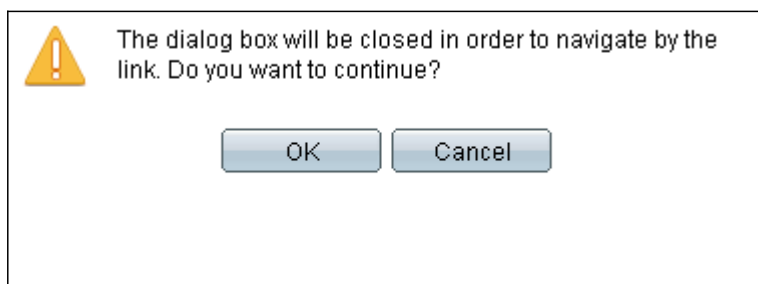 The dialog box will be closed in order to navigate by the
link. Do you want to continue?
OK
Cancel